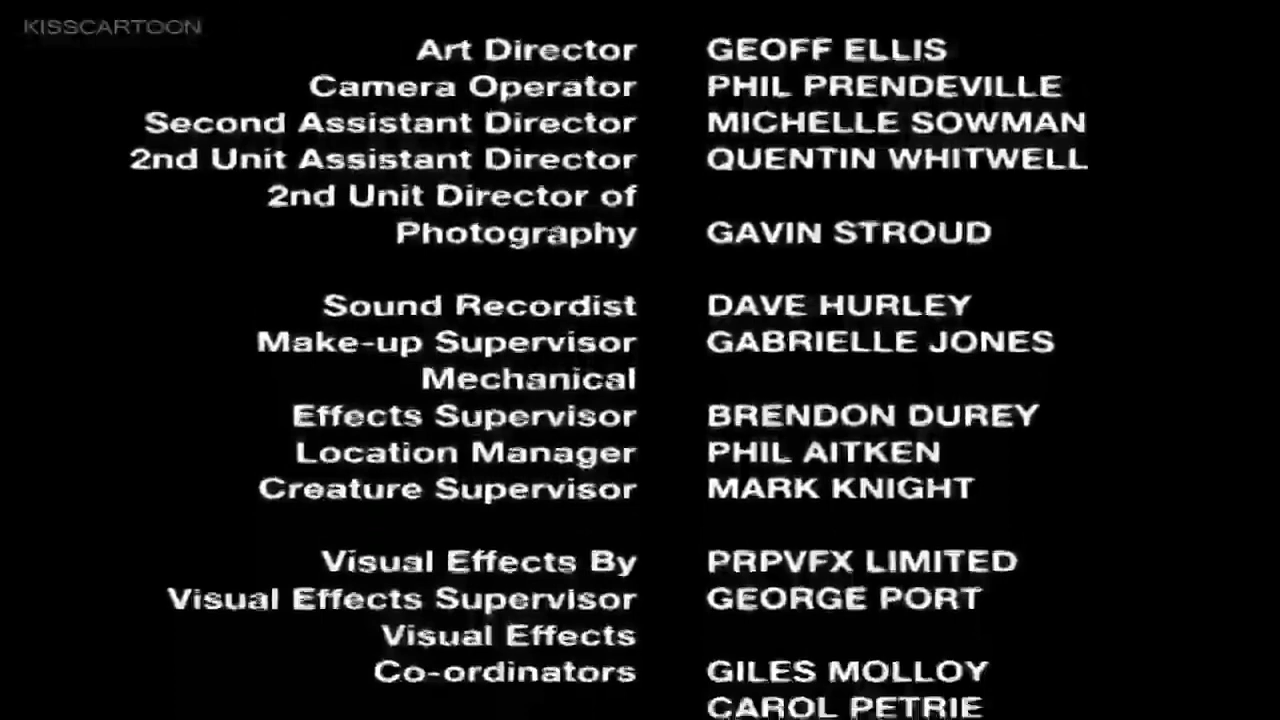 KISSCARTOON
Art Director GEOFF ELLIS
Camera Operator PHIL PRENDEVILLE
Second Assistant Director MICHELLE SOWMAN
2nd Unit Assistant Director QUENTIN WHITWELL
2nd Unit Director of
Photography GAVIN STROUD
Sound Recordist DAVE HURLEY
Make-up Supervisor GABRIELLE JONES
Mechanical
Effects Supervisor BRENDON DUREY
Location Manager PHIL AITKEN
Creature Supervisor MARK KNIGHT
Visual Effects By PRPVFX LIMITED
Visual Effects Supervisor GEORGE PORT
Visual Effects
Co-ordinators GILES MOLLOY
CAROL PETRIE